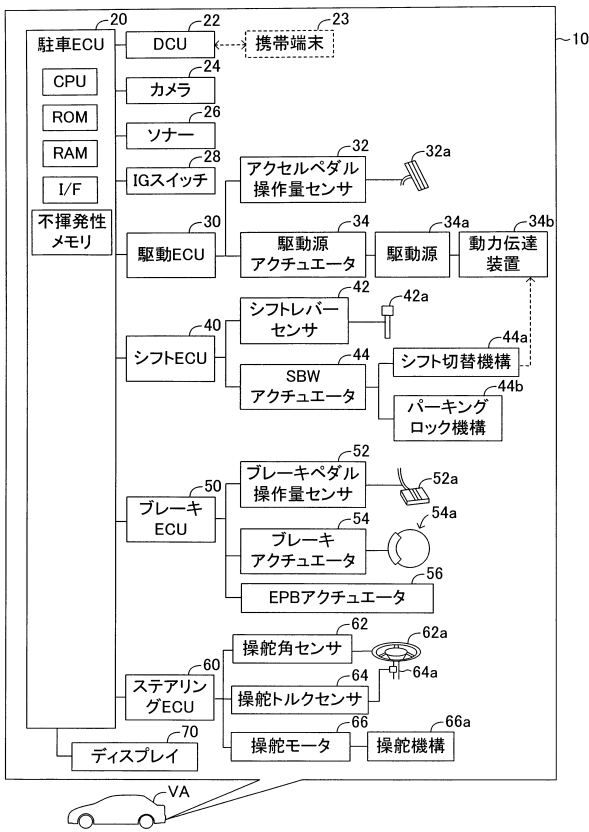 20
駐車ECU
CPU
ROM
RAM
I/F
不揮発性
メモリ
22
DCU
23
携帯端末
10
24
カメラ
26
ソナー
28
IGスイッチ
30
駆動ECU
32
アクセルペダル
操作量センサ
32a
34
駆動源
アクチュエータ
34a
駆動源
34b
動力伝達
装置
40
シフトECU
42
シフトレバー
センサ
42a
44
SBW
アクチュエータ
44a
シフト切替機構
44b
パーキング
ロック機構
50
ブレーキ
ECU
52
ブレーキペダル
操作量センサ
52a
54
ブレーキ
アクチュエータ
54a
56
EPBアクチュエータ
60
ステアリン
グECU
62
操舵角センサ
62a
64
操舵トルクセンサ
64a
66
操舵モータ
66a
操舵機構
70
ディスプレイ
VA